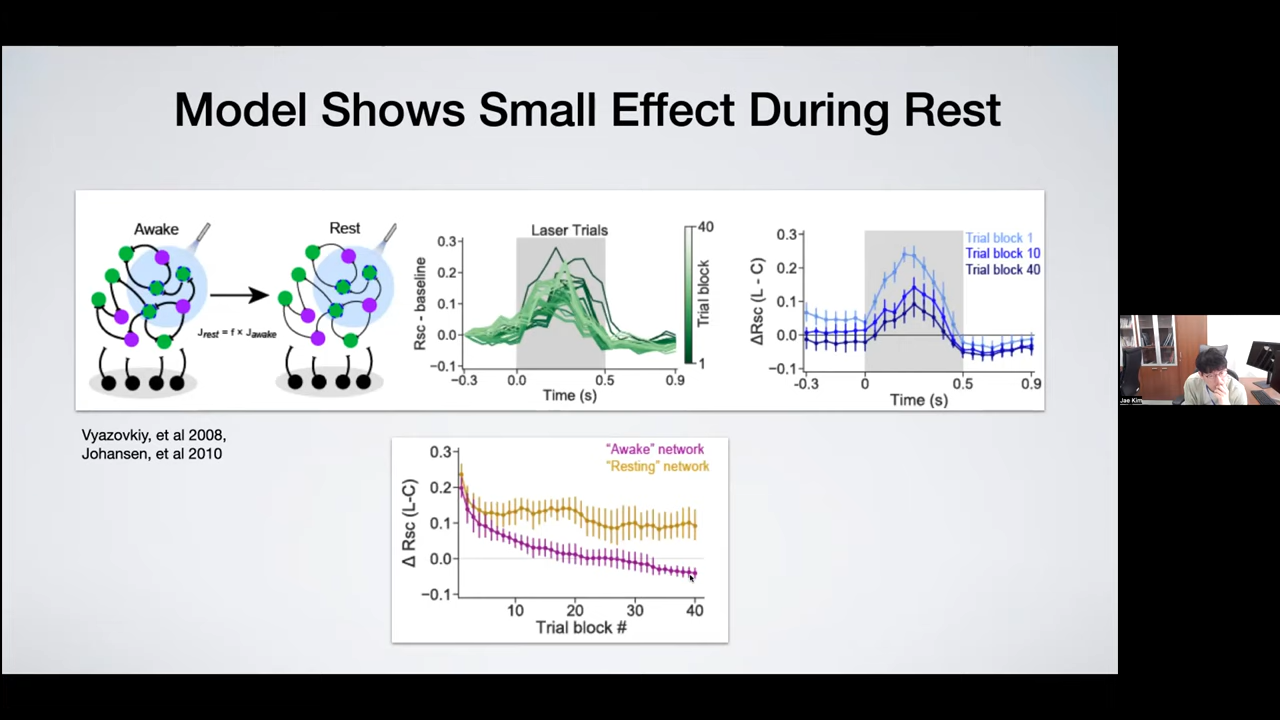 Model Shows Small Effect During Rest
Awake
Rest
Jrest = f x Jawake
Laser Trials
Rsc - baseline
0.3
0.2
0.1
0.0
−0.1
−0.3
0.0
0.5
0.9
Time (s)
40
Trial block
1
ΔRsc (L - C)
0.3
0.2
0.1
0.0
−0.1
-0.3
0
0.5
0.9
Time (s)
Trial block 1
Trial block 10
Trial block 40
Vyazovkiy, et al 2008,
Johansen, et al 2010
"Awake" network
"Resting" network
Δ Rsc (L-C)
0.3
0.2
0.1
0.0
−0.1
10
20
30
40
Trial block #
Jae Kim